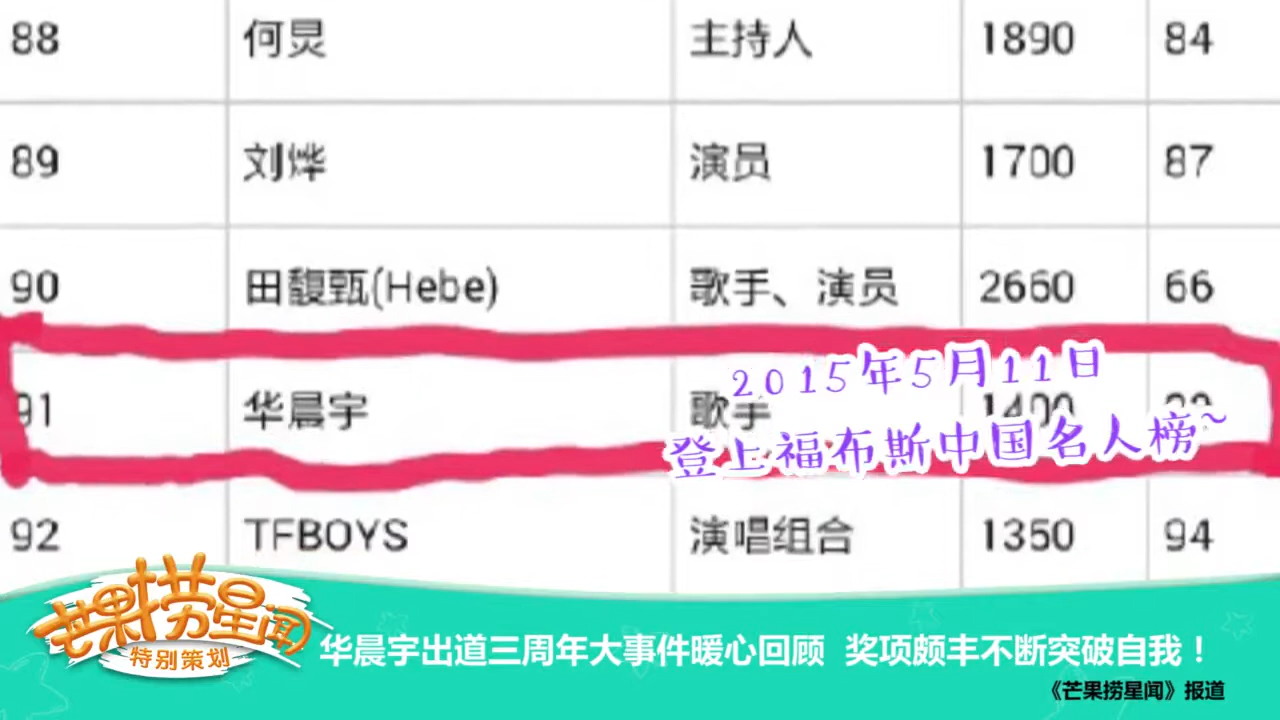 88 何炅 主持人 1890 84
89 刘烨 演员 1700 87
90 田馥甄(Hebe) 歌手、演员 2660 66
91 华晨宇 歌手 1400
2015年5月11日
登上福布斯中国名人榜~
92 TFBOYS 演唱组合 1350 94
芒果捞星闻
特别策划
华晨宇出道三周年大事件暖心回顾 奖项颇丰不断突破自我！
《芒果捞星闻》报道